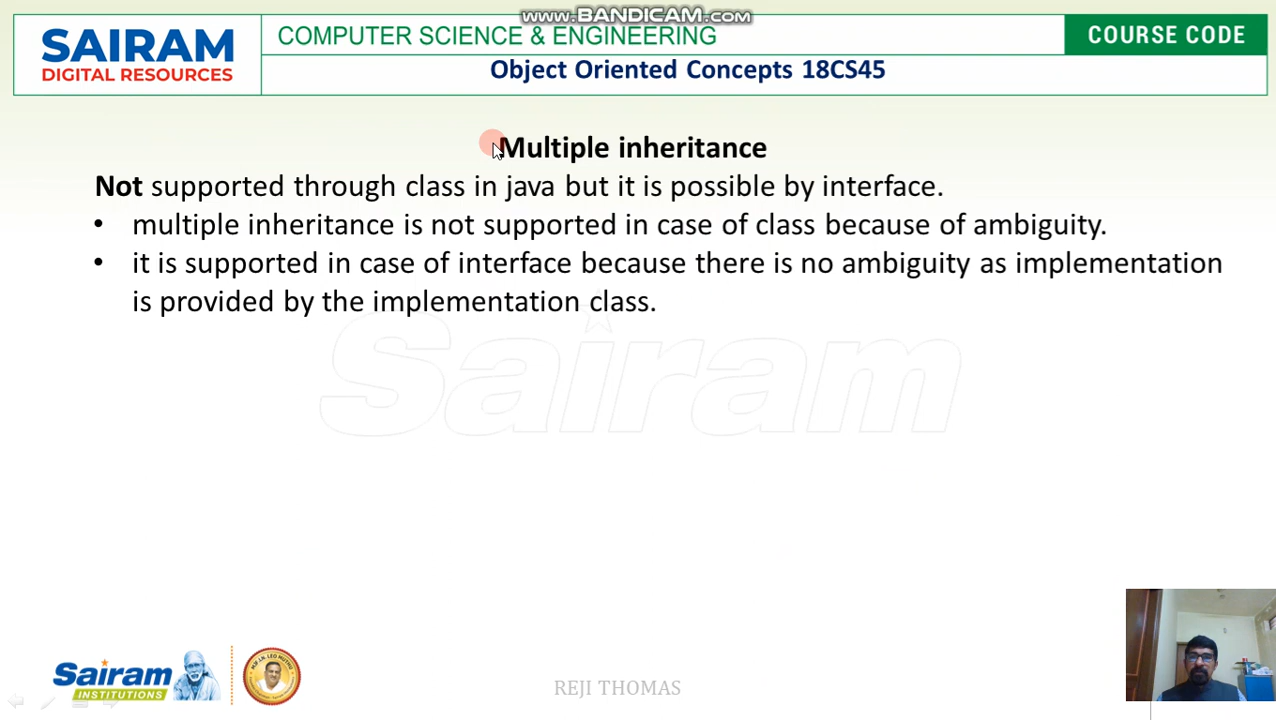 www.BANDICAM.com
SAIRAM
DIGITAL RESOURCES
COMPUTER SCIENCE & ENGINEERING
COURSE CODE
Object Oriented Concepts 18CS45
Multiple inheritance
Not supported through class in java but it is possible by interface.
• multiple inheritance is not supported in case of class because of ambiguity.
• it is supported in case of interface because there is no ambiguity as implementation
is provided by the implementation class.
Sairam
Sairam
INSTITUTIONS
REJI THOMAS